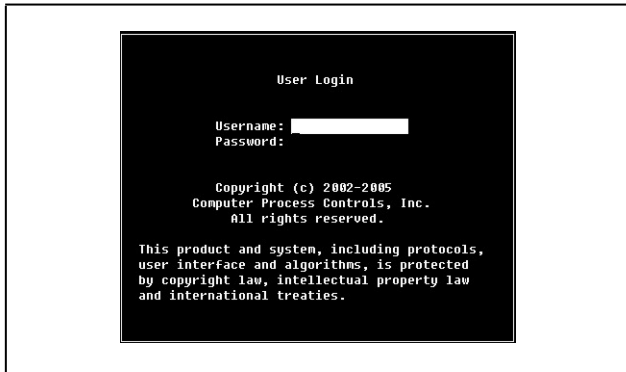 User Login
Username:
Password:
Copyright (c) 2002-2005
Computer Process Controls, Inc.
All rights reserved.
This product and system, including protocols,
user interface and algorithms, is protected
by copyright law, intellectual property law
and international treaties.